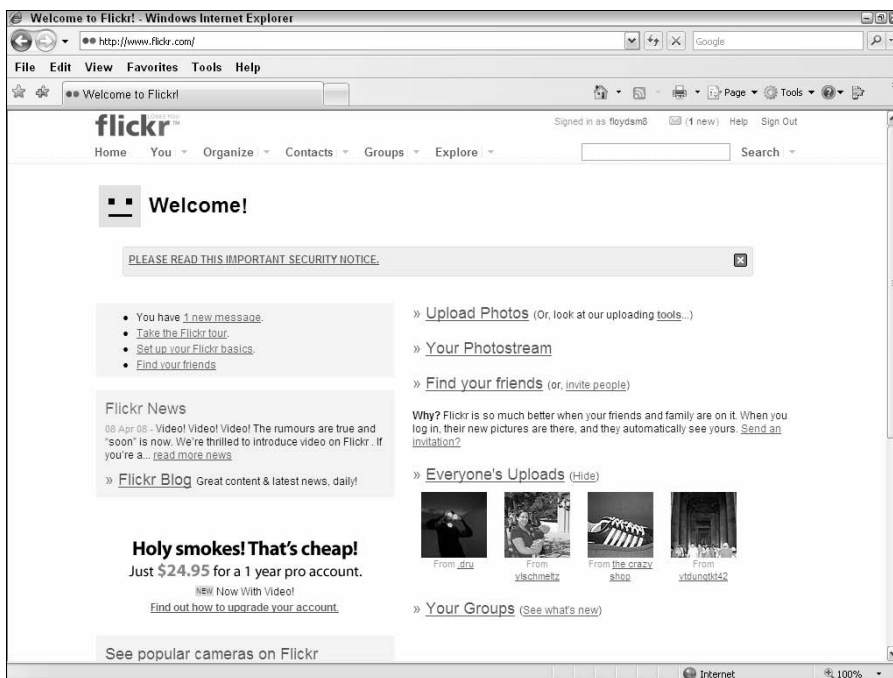 Welcome to Flickr! - Windows Internet Explorer
http://www.flickr.com/
Google
File Edit View Favorites Tools Help
Welcome to Flickr!
Page Tools
flickr LOVES YOU TM
Signed in as floydsm8 (1 new) Help Sign Out
Home You Organize Contacts Groups Explore Search
Welcome!
PLEASE READ THIS IMPORTANT SECURITY NOTICE.
You have 1 new message.
Take the Flickr tour.
Set up your Flickr basics.
Find your friends
Flickr News
08 Apr 08 - Video! Video! Video! The rumours are true and
“soon” is now. We're thrilled to introduce video on Flickr . If
you're a... read more news
» Flickr Blog Great content & latest news, daily!
Holy smokes! That's cheap!
Just $24.95 for a 1 year pro account.
NEW Now With Video!
Find out how to upgrade your account.
See popular cameras on Flickr
» Upload Photos (Or, look at our uploading tools...)
» Your Photostream
» Find your friends (or, invite people)
Why? Flickr is so much better when your friends and family are on it. When you
log in, their new pictures are there, and they automatically see yours. Send an
invitation?
» Everyone's Uploads (Hide)
From .dru
From
vlschmeltz
From the crazy
shop
From
vtdungtkt42
» Your Groups (See what's new)
Internet 100%